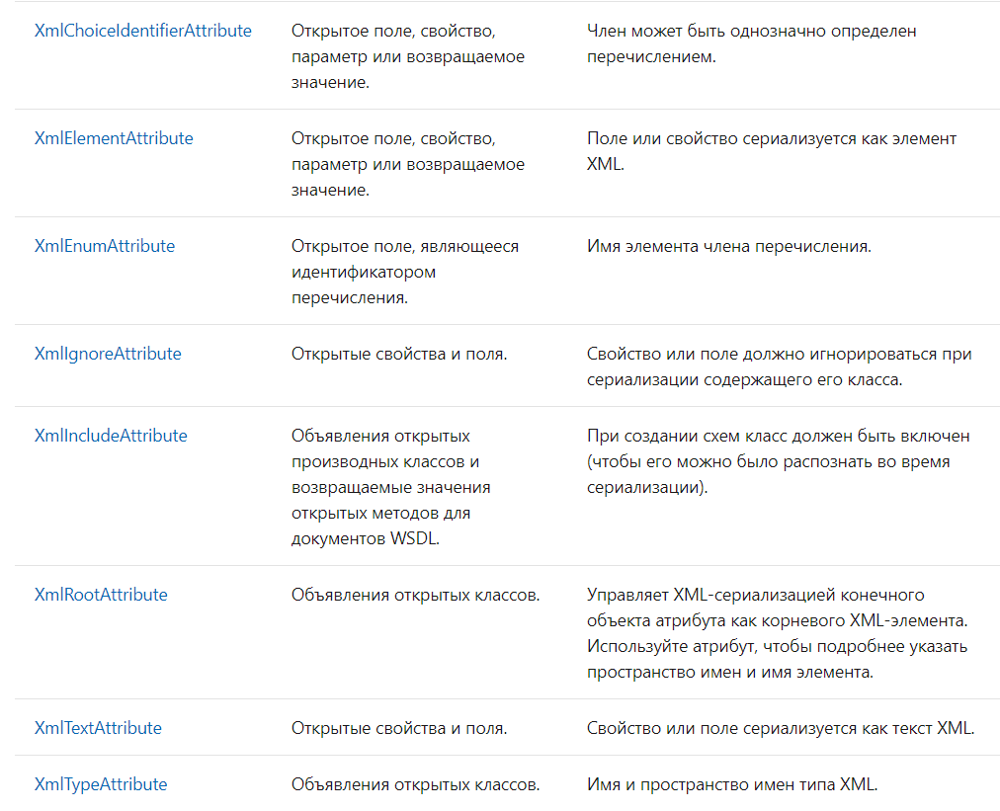 XmlChoiceIdentifierAttribute
Открытое поле, свойство,
параметр или возвращаемое
значение.
Член может быть однозначно определен
перечислением.
XmlElementAttribute
Открытое поле, свойство,
параметр или возвращаемое
значение.
Поле или свойство сериализуется как элемент
XML.
XmlEnumAttribute
Открытое поле, являющееся
идентификатором
перечисления.
Имя элемента члена перечисления.
XmlIgnoreAttribute
Открытые свойства и поля.
Свойство или поле должно игнорироваться при
сериализации содержащего его класса.
XmlIncludeAttribute
Объявления открытых
производных классов и
возвращаемые значения
открытых методов для
документов WSDL.
При создании схем класс должен быть включен
(чтобы его можно было распознать во время
сериализации).
XmlRootAttribute
Объявления открытых классов.
Управляет XML-сериализацией конечного
объекта атрибута как корневого XML-элемента.
Используйте атрибут, чтобы подробнее указать
пространство имен и имя элемента.
XmlTextAttribute
Открытые свойства и поля.
Свойство или поле сериализуется как текст XML.
XmlTypeAttribute
Объявления открытых классов.
Имя и пространство имен типа XML.